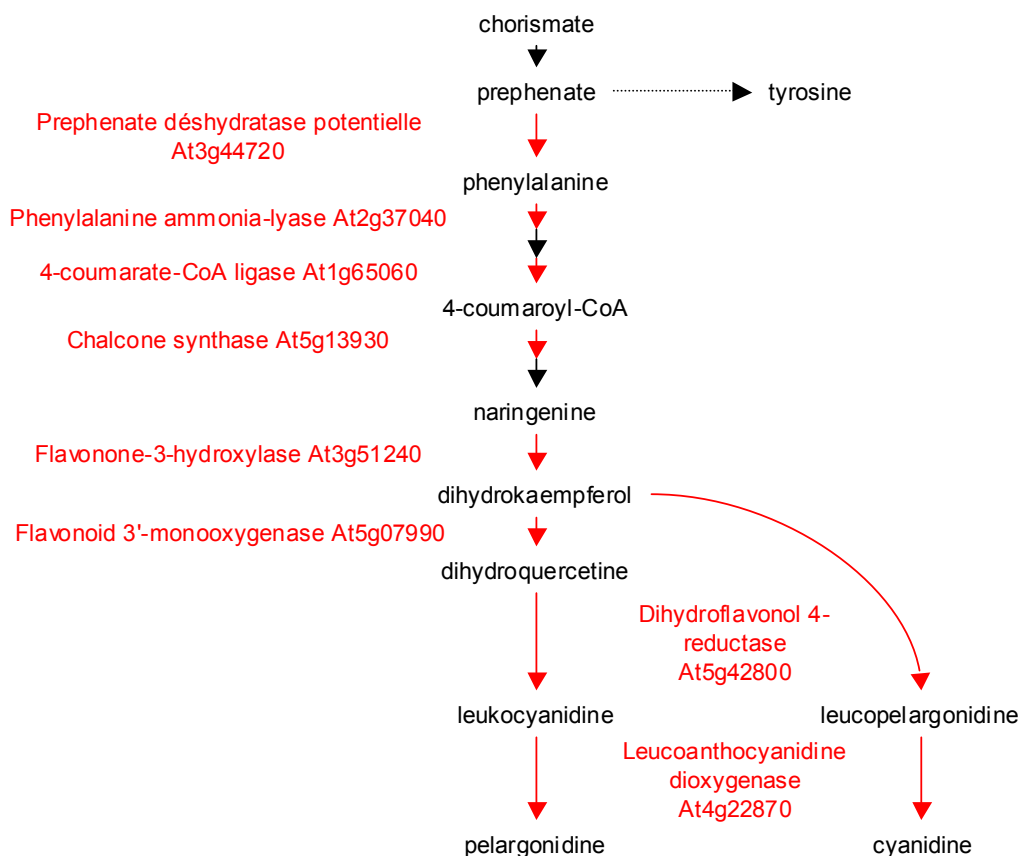 chorismate
prephenate
tyrosine
Prephenate déshydratase potentielle
At3g44720
phenylalanine
Phenylalanine ammonia-lyase At2g37040
4-coumarate-CoA ligase At1g65060
4-coumaroyl-CoA
Chalcone synthase At5g13930
naringenine
Flavonone-3-hydroxylase At3g51240
dihydrokaempferol
Flavonoid 3'-monooxygenase At5g07990
dihydroquercetine
Dihydroflavonol 4-
reductase
At5g42800
leukocyanidine
leucopelargonidine
Leucoanthocyanidine
dioxygenase
At4g22870
pelargonidine
cyanidine